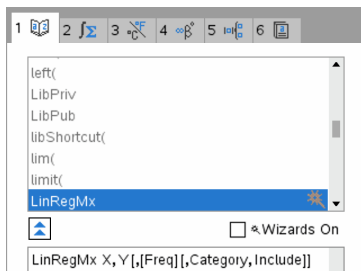 1 2 ∫Σ 3 °C°F 4 ∞β° 5 6
left(
LibPriv
LibPub
libShortcut(
lim(
limit(
LinRegMx
Wizards On
LinRegMx X,Y[,[Freq][,Category,Include]]